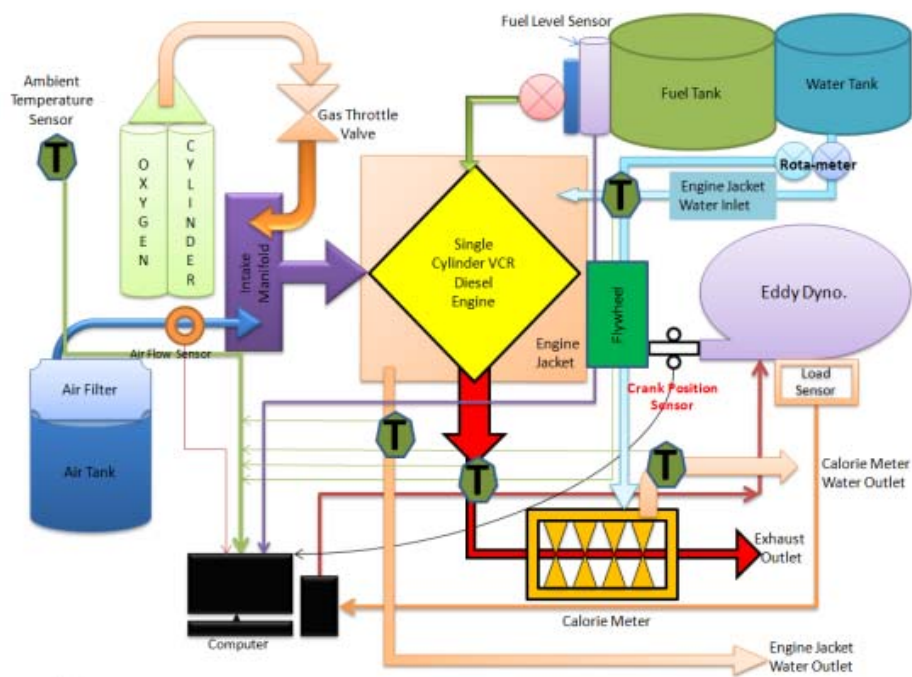 Fuel Level Sensor
Ambient
Temperature
Sensor
T
Gas Throttle
Valve
Fuel Tank
Water Tank
OXYGEN
CYLINDER
Rota-meter
T
Engine Jacket
Water Inlet
Intake
Manifold
Single
Cylinder VCR
Diesel
Engine
Flywheel
Eddy Dyno.
Air Flow Sensor
Engine
Jacket
Load
Sensor
Crank Position
Sensor
Air Filter
T
T
T
Air Tank
Calorie Meter
Water Outlet
Exhaust
Outlet
Calorie Meter
Computer
Engine Jacket
Water Outlet